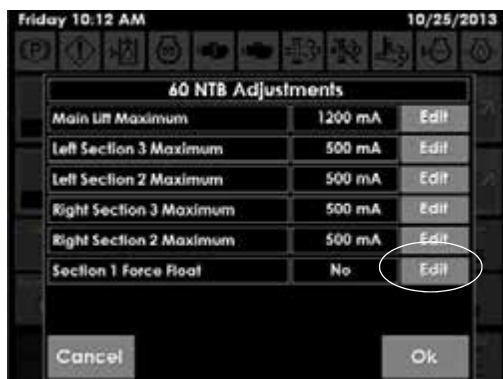 Friday 10:12 AM 10/25/2013
60 NTB Adjustments
Main Lift Maximum 1200 mA Edit
Left Section 3 Maximum 500 mA Edit
Left Section 2 Maximum 500 mA Edit
Right Section 3 Maximum 500 mA Edit
Right Section 2 Maximum 500 mA Edit
Section 1 Force Float No Edit
Cancel Ok